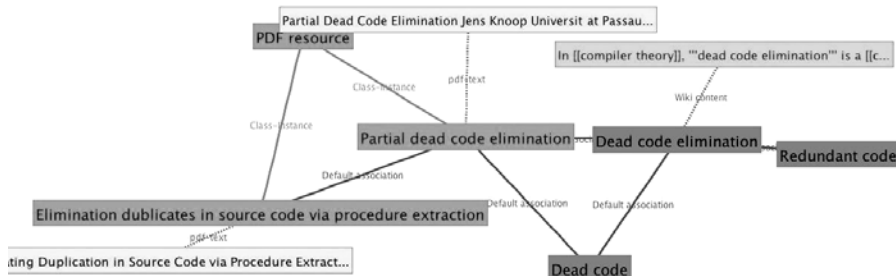 Partial Dead Code Elimination Jens Knoop Universit at Passau...
PDF resource
In [[compiler theory]], '''dead code elimination''' is a [[c...
pdf-text
Class-instance
Wiki content
Class-instance
Partial dead code elimination
Dead code elimination
Redundant code
Default association
Elimination dublicates in source code via procedure extraction
Default association
Default association
pdf-text
ating Duplication in Source Code via Procedure Extract...
Dead code